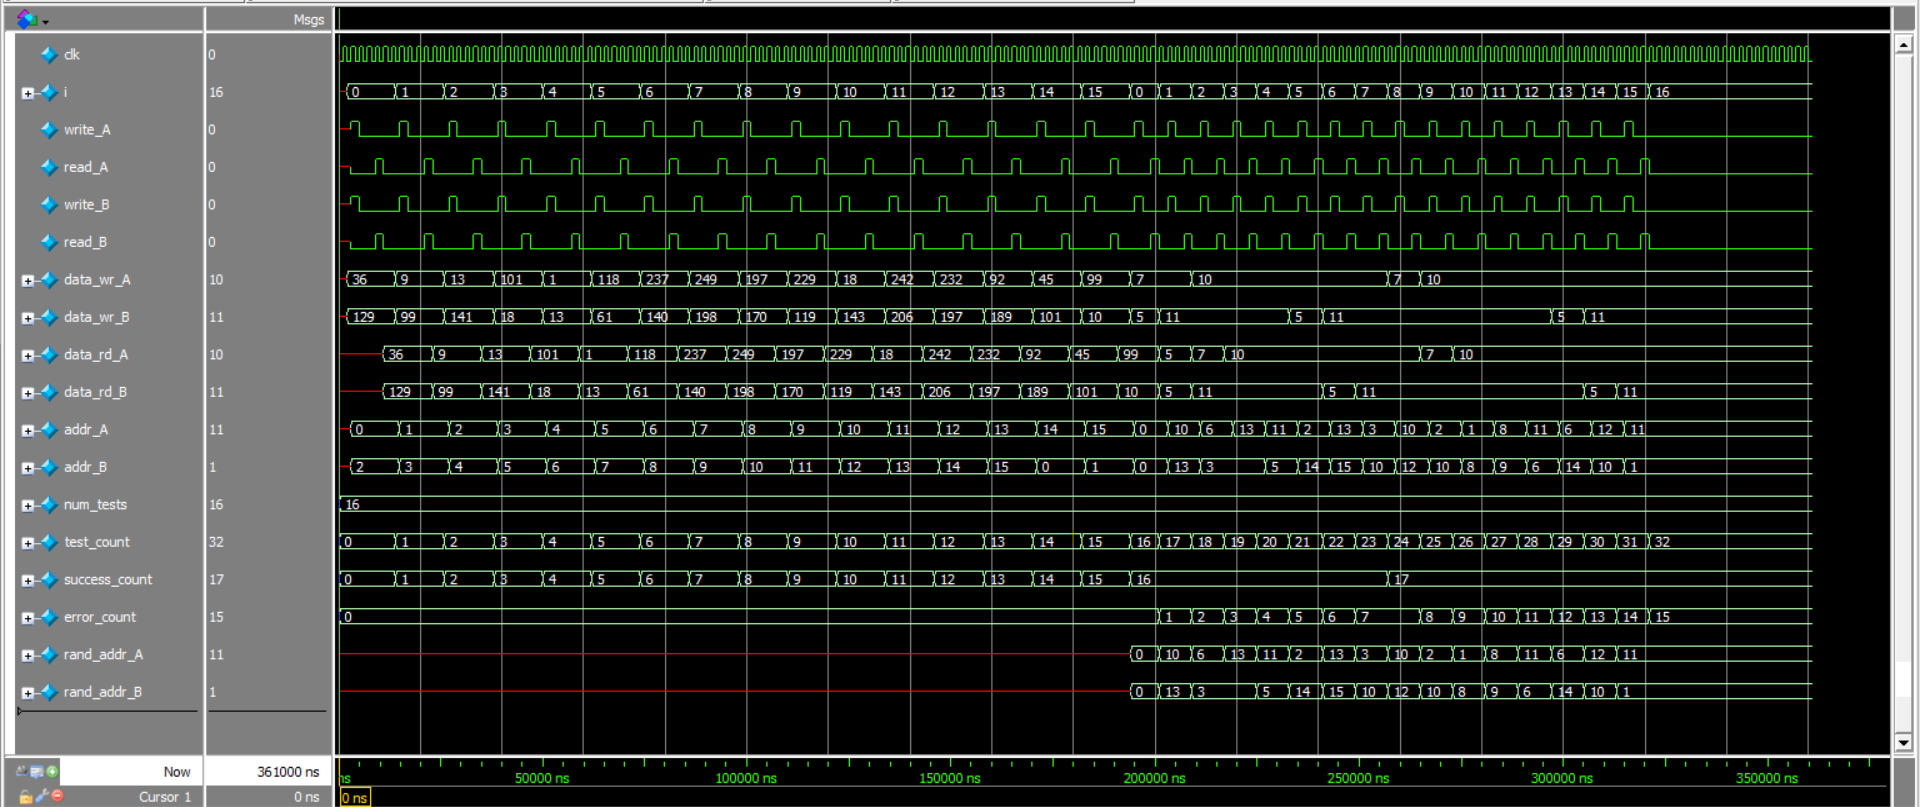 Msgs
clk 0
i 16 0 1 2 3 4 5 6 7 8 9 10 11 12 13 14 15 0 1 2 3 4 5 6 7 8 9 10 11 12 13 14 15 16
write_A 0
read_A 0
write_B 0
read_B 0
data_wr_A 10 36 9 13 101 1 118 237 249 197 229 18 242 232 92 45 99 7 10 7 10
data_wr_B 11 129 99 141 18 13 61 140 198 170 119 143 206 197 189 101 10 5 11 5 11 5 11
data_rd_A 10 36 9 13 101 1 118 237 249 197 229 18 242 232 92 45 99 5 7 10 7 10
data_rd_B 11 129 99 141 18 13 61 140 198 170 119 143 206 197 189 101 10 5 11 5 11 5 11
addr_A 11 0 1 2 3 4 5 6 7 8 9 10 11 12 13 14 15 0 10 6 13 11 2 13 3 10 2 1 8 11 6 12 11
addr_B 1 2 3 4 5 6 7 8 9 10 11 12 13 14 15 0 1 0 13 3 5 14 15 10 12 10 8 9 6 14 10 1
num_tests 16 16
test_count 32 0 1 2 3 4 5 6 7 8 9 10 11 12 13 14 15 16 17 18 19 20 21 22 23 24 25 26 27 28 29 30 31 32
success_count 17 0 1 2 3 4 5 6 7 8 9 10 11 12 13 14 15 16 17
error_count 15 0 1 2 3 4 5 6 7 8 9 10 11 12 13 14 15
rand_addr_A 11 0 10 6 13 11 2 13 3 10 2 1 8 11 6 12 11
rand_addr_B 1 0 13 3 5 14 15 10 12 10 8 9 6 14 10 1
Now 361000 ns ns 50000 ns 100000 ns 150000 ns 200000 ns 250000 ns 300000 ns 350000 ns
Cursor 1 0 ns 0 ns